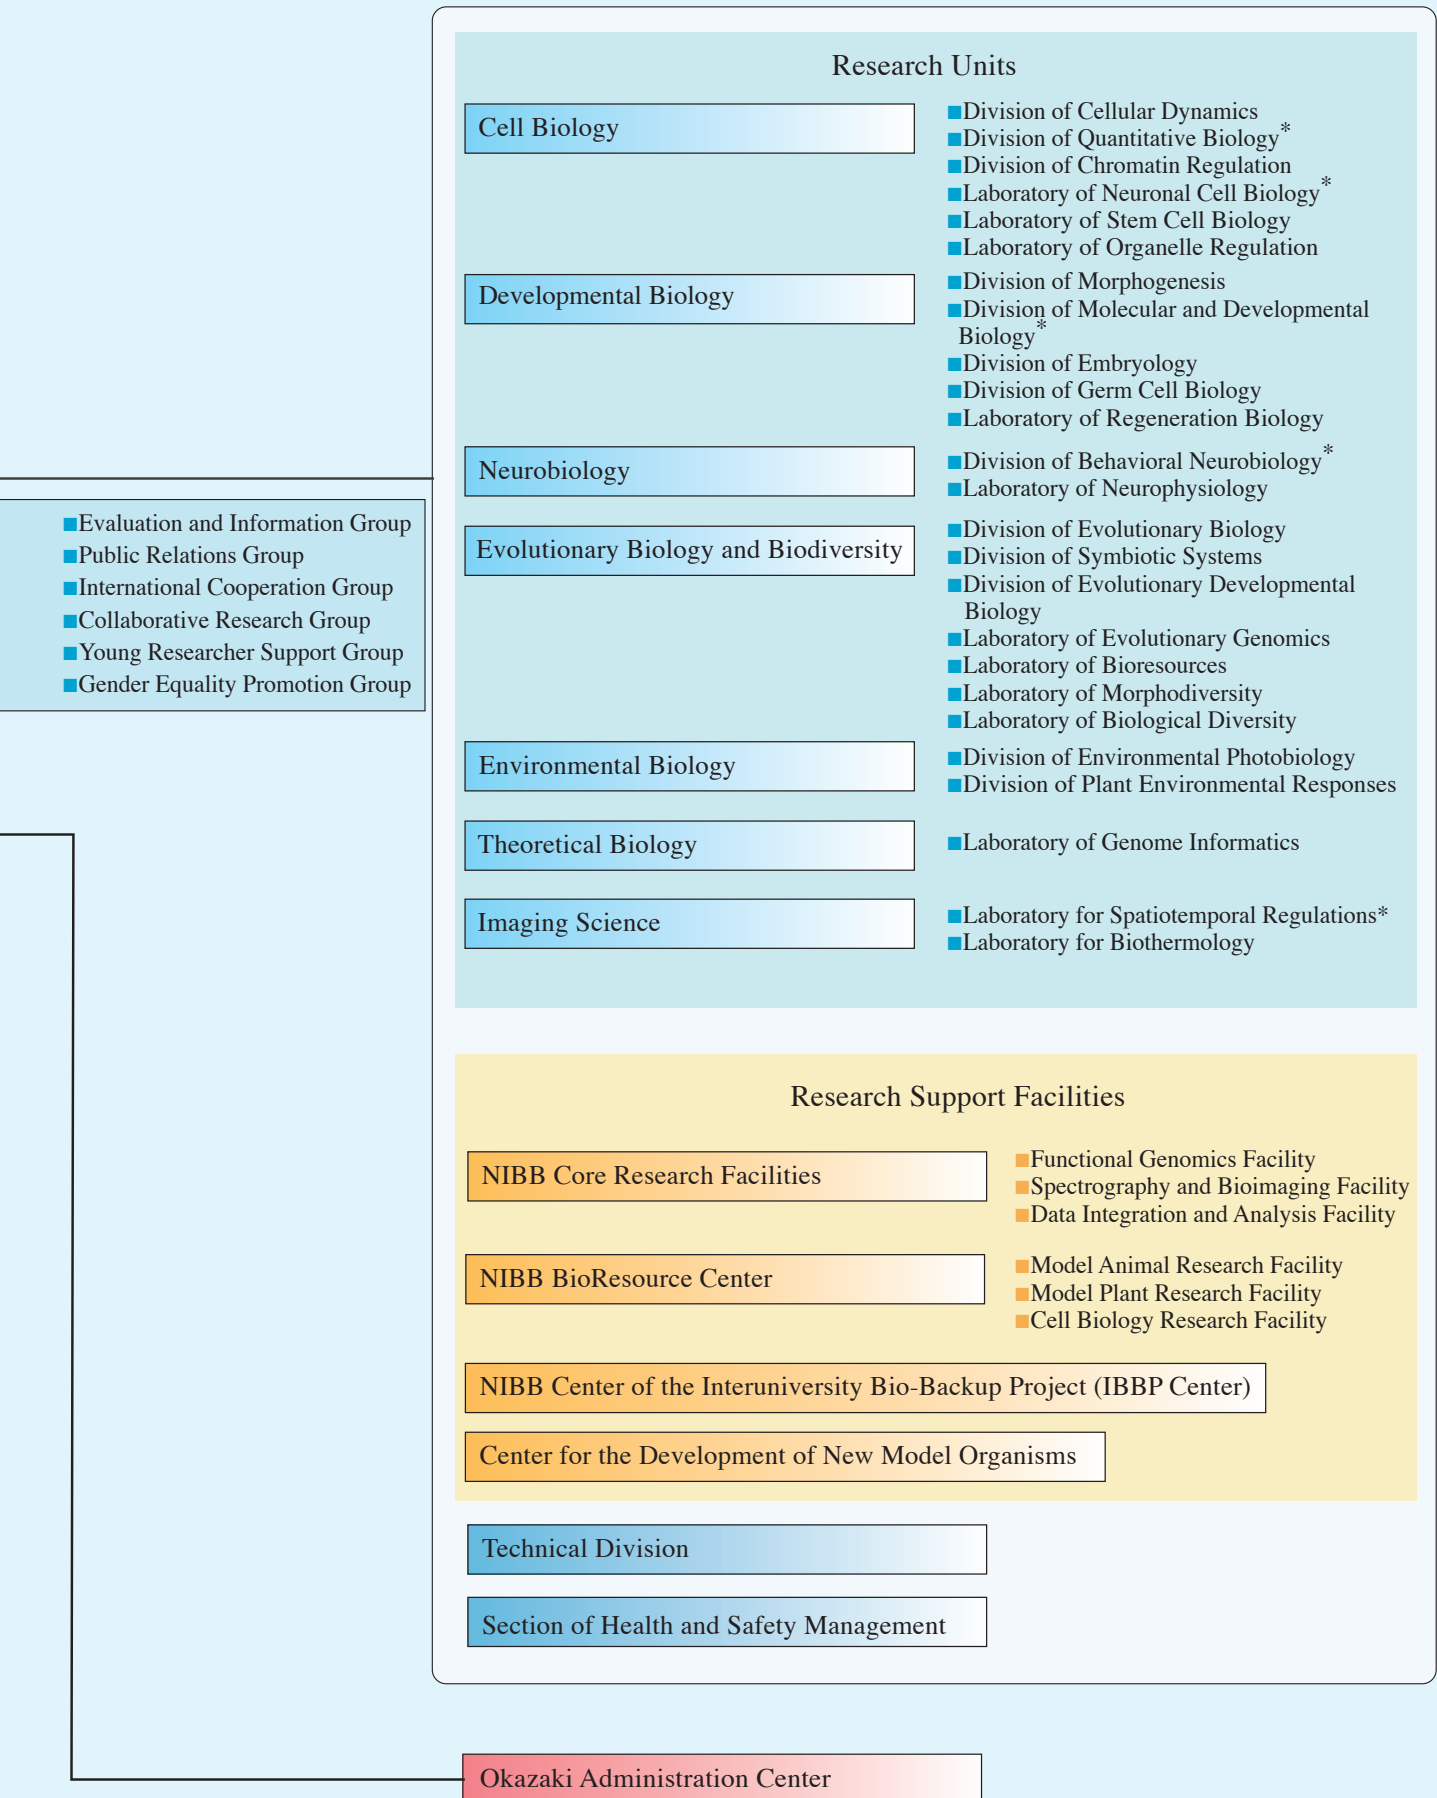 Research Units
Cell Biology
■Division of Cellular Dynamics
■Division of Quantitative Biology*
■Division of Chromatin Regulation
■Laboratory of Neuronal Cell Biology*
■Laboratory of Stem Cell Biology
■Laboratory of Organelle Regulation
Developmental Biology
■Division of Morphogenesis
■Division of Molecular and Developmental
Biology*
■Division of Embryology
■Division of Germ Cell Biology
■Laboratory of Regeneration Biology
Neurobiology
■Division of Behavioral Neurobiology*
■Laboratory of Neurophysiology
■Evaluation and Information Group
■Public Relations Group
■International Cooperation Group
■Collaborative Research Group
■Young Researcher Support Group
■Gender Equality Promotion Group
Evolutionary Biology and Biodiversity
■Division of Evolutionary Biology
■Division of Symbiotic Systems
■Division of Evolutionary Developmental
Biology
■Laboratory of Evolutionary Genomics
■Laboratory of Bioresources
■Laboratory of Morphodiversity
■Laboratory of Biological Diversity
Environmental Biology
■Division of Environmental Photobiology
■Division of Plant Environmental Responses
Theoretical Biology
■Laboratory of Genome Informatics
Imaging Science
■Laboratory for Spatiotemporal Regulations*
■Laboratory for Biothermology
Research Support Facilities
NIBB Core Research Facilities
■Functional Genomics Facility
■Spectrography and Bioimaging Facility
■Data Integration and Analysis Facility
NIBB BioResource Center
■Model Animal Research Facility
■Model Plant Research Facility
■Cell Biology Research Facility
NIBB Center of the Interuniversity Bio-Backup Project (IBBP Center)
Center for the Development of New Model Organisms
Technical Division
Section of Health and Safety Management
Okazaki Administration Center